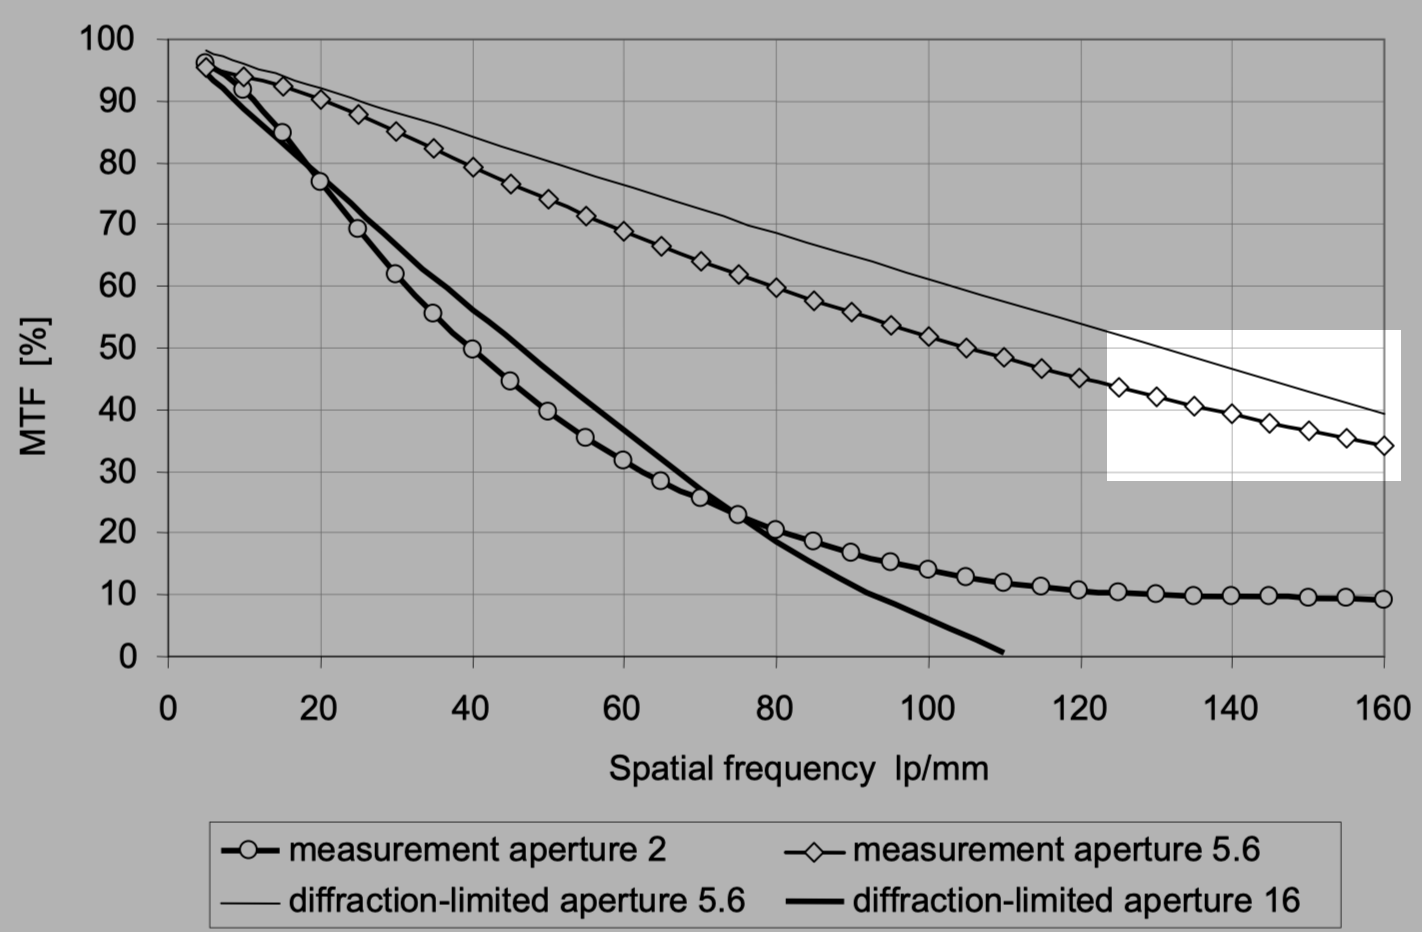 100
90
80
70
60
50
40
30
20
10
0
MTF [%]
0 20 40 60 80 100 120 140 160
Spatial frequency lp/mm
measurement aperture 2
measurement aperture 5.6
diffraction-limited aperture 5.6
diffraction-limited aperture 16